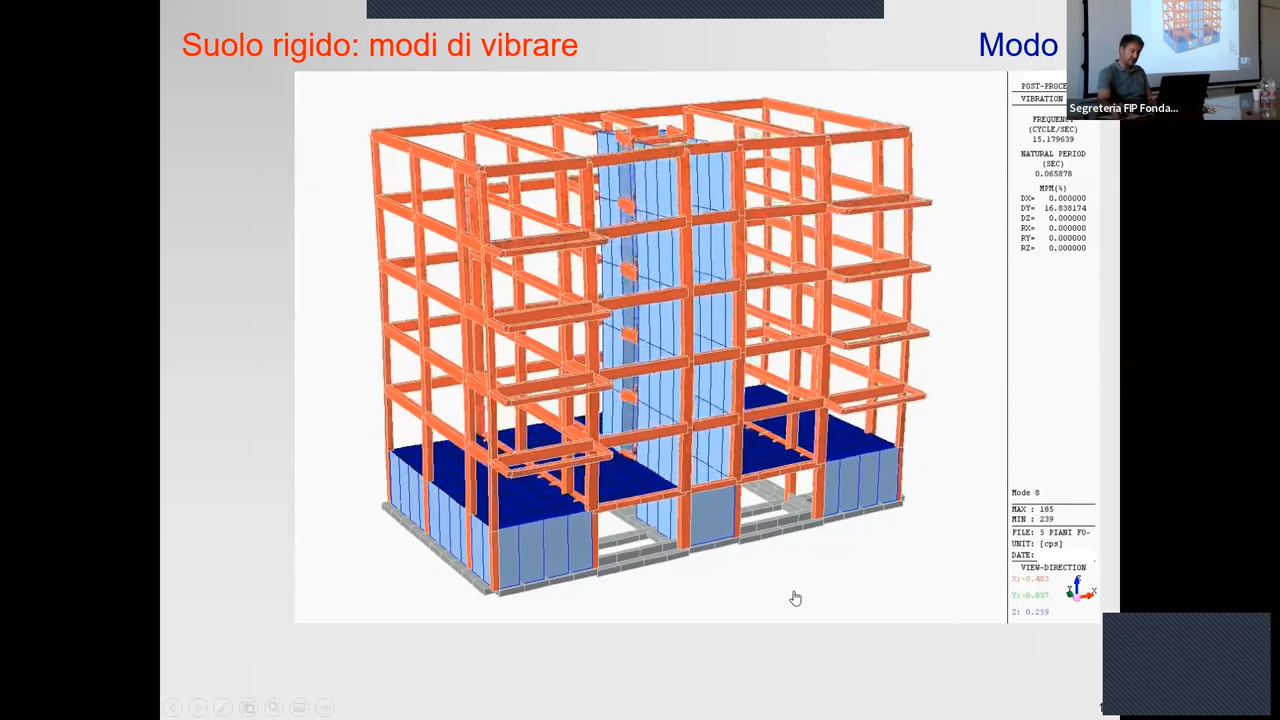 Suolo rigido: modi di vibrare
Modo
Segreteria FIP Fonda...
POST-PROCE
VIBRATION
FREQUENCY
(CYCLE/SEC)
15.179639
NATURAL PERIOD
(SEC)
0.065878
MPM(%)
DX= 0.000000
DY= 16.838174
DZ= 0.000000
RX= 0.000000
RY= 0.000000
RZ= 0.000000
Mode 8
MAX : 185
MIN : 239
FILE: 5 PIANI FO~
UNIT: [cps]
DATE:
VIEW-DIRECTION
X:-0.483
Y:-0.837
Z: 0.259
Z
X